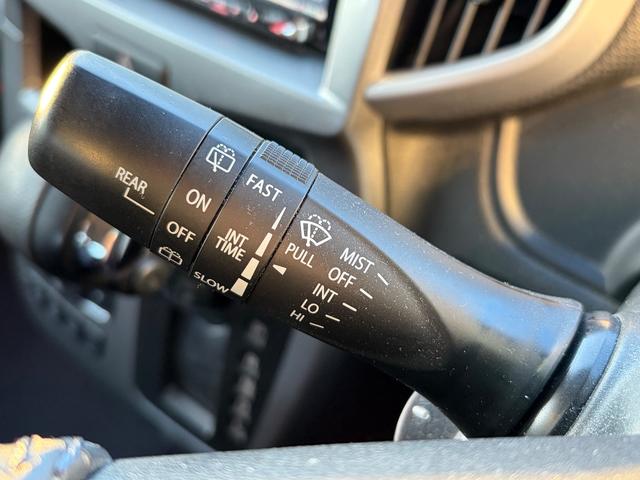 REAR
ON
OFF
FAST
INT
TIME
SLOW
PULL
MIST
OFF
INT
LO
HI